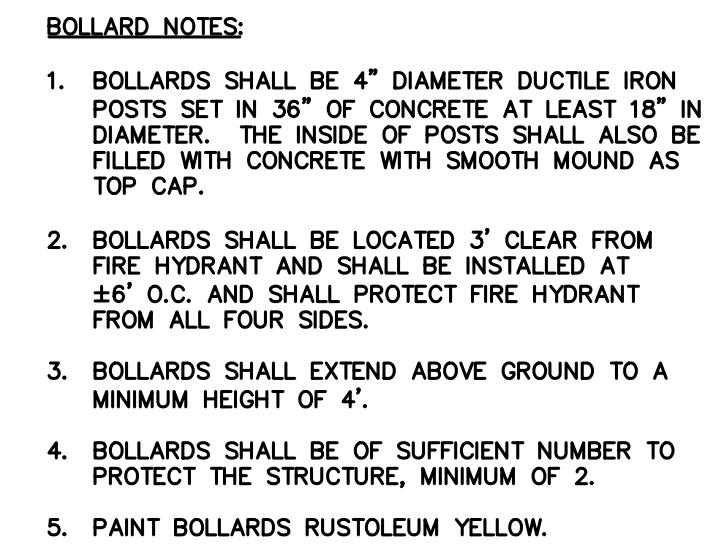 BOLLARD NOTES:
1. BOLLARDS SHALL BE 4" DIAMETER DUCTILE IRON
POSTS SET IN 36" OF CONCRETE AT LEAST 18" IN
DIAMETER. THE INSIDE OF POSTS SHALL ALSO BE
FILLED WITH CONCRETE WITH SMOOTH MOUND AS
TOP CAP.
2. BOLLARDS SHALL BE LOCATED 3' CLEAR FROM
FIRE HYDRANT AND SHALL BE INSTALLED AT
±6' O.C. AND SHALL PROTECT FIRE HYDRANT
FROM ALL FOUR SIDES.
3. BOLLARDS SHALL EXTEND ABOVE GROUND TO A
MINIMUM HEIGHT OF 4'.
4. BOLLARDS SHALL BE OF SUFFICIENT NUMBER TO
PROTECT THE STRUCTURE, MINIMUM OF 2.
5. PAINT BOLLARDS RUSTOLEUM YELLOW.